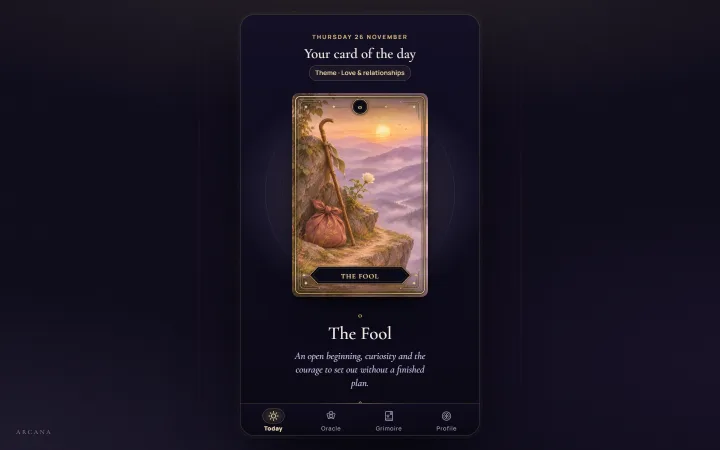 THURSDAY 26 NOVEMBER
Your card of the day
Theme · Love & relationships
0
THE FOOL
0
The Fool
An open beginning, curiosity and the
courage to set out without a finished
plan.
Today
Oracle
Grimoire
Profile
ARCANA